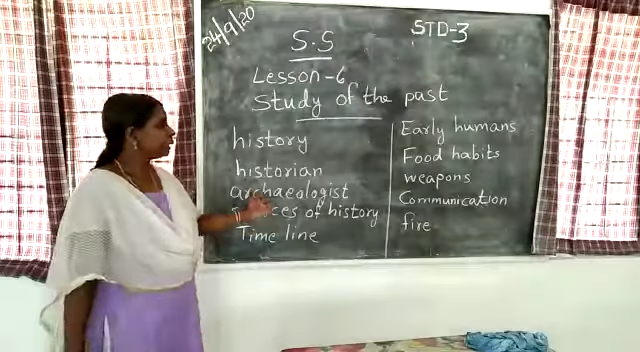 24/9/20
STD-3
S.S
Lesson-6
Study of the past
history
historian
archaeologist
of history
Time line
Early humans
Food habits
weapons
Communication
fire